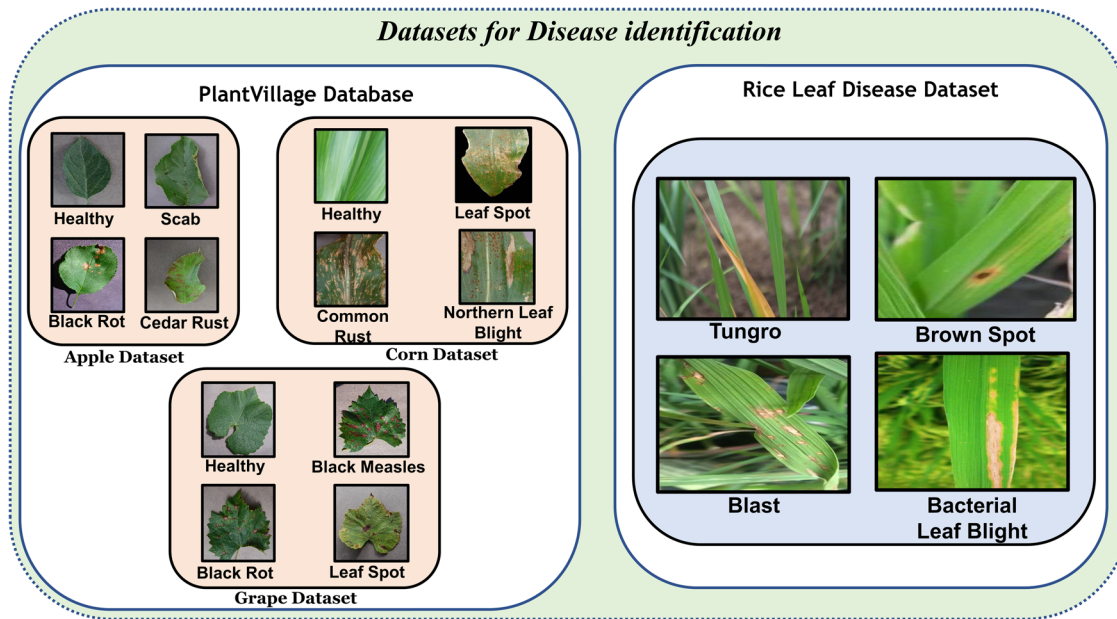 Datasets for Disease identification
PlantVillage Database
Healthy
Scab
Black Rot
Cedar Rust
Apple Dataset
Healthy
Leaf Spot
Common
Rust
Northern Leaf
Blight
Corn Dataset
Healthy
Black Measles
Black Rot
Leaf Spot
Grape Dataset
Rice Leaf Disease Dataset
Tungro
Brown Spot
Blast
Bacterial
Leaf Blight